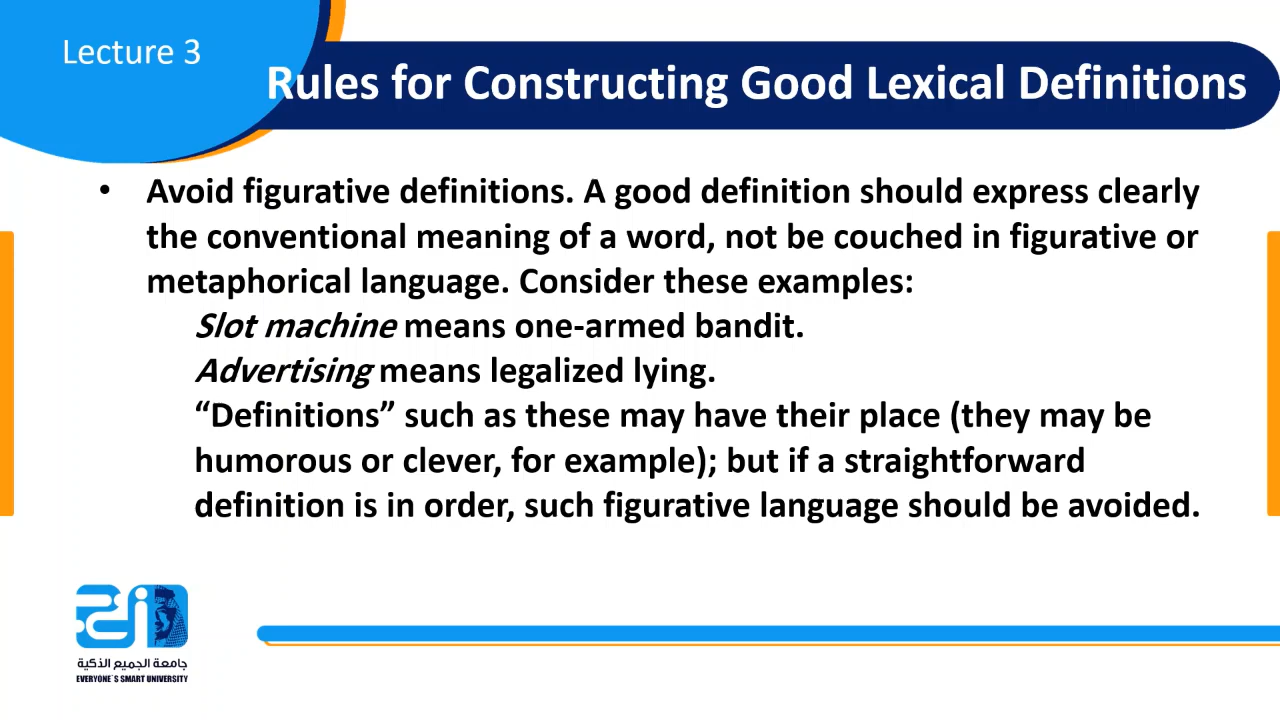 Lecture 3
Rules for Constructing Good Lexical Definitions
• Avoid figurative definitions. A good definition should express clearly
the conventional meaning of a word, not be couched in figurative or
metaphorical language. Consider these examples:
Slot machine means one-armed bandit.
Advertising means legalized lying.
“Definitions” such as these may have their place (they may be
humorous or clever, for example); but if a straightforward
definition is in order, such figurative language should be avoided.
جامعة الجميع الذكية
EVERYONE`S SMART UNIVERSITY